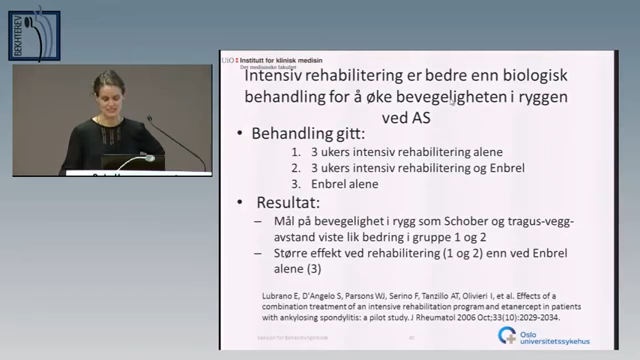 BEKHTEREV
UiO Institutt for klinisk medisin
Det medisinske fakultet
Intensiv rehabilitering er bedre enn biologisk
behandling for å øke bevegeligheten i ryggen
ved AS
• Behandling gitt:
1. 3 ukers intensiv rehabilitering alene
2. 3 ukers intensiv rehabilitering og Enbrel
3. Enbrel alene
• Resultat:
– Mål på bevegelighet i rygg som Schober og tragus-vegg-
avstand viste lik bedring i gruppe 1 og 2
– Større effekt ved rehabilitering (1 og 2) enn ved Enbrel
alene (3)
Lubrano E, D'Angelo S, Parsons WJ, Serino F, Tanzillo AT, Olivieri I, et al. Effects of a
combination treatment of an intensive rehabilitation program and etanercept in patients
with ankylosing spondylitis: a pilot study. J Rheumatol 2006 Oct;33(10):2029-2034.
Oslo
universitetssykehus